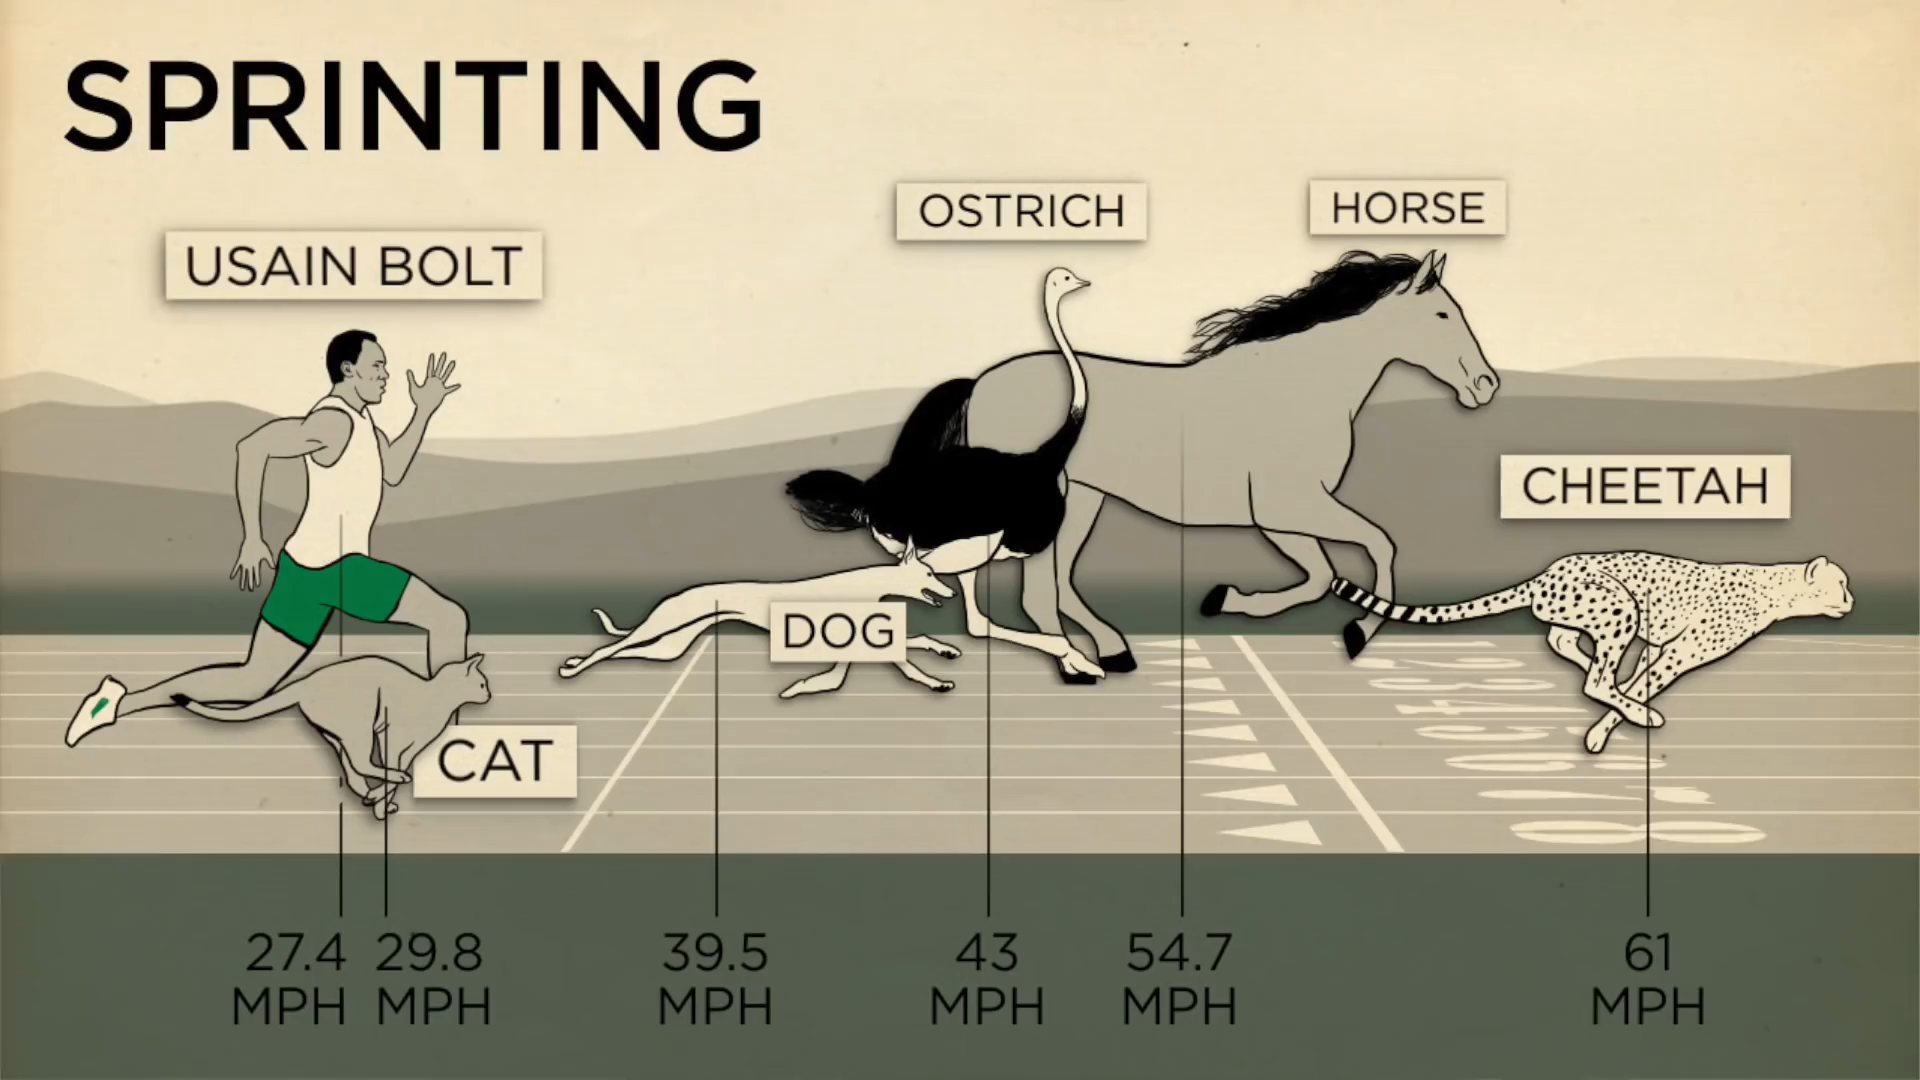 SPRINTING
OSTRICH
HORSE
USAIN BOLT
CHEETAH
DOG
CAT
27.4 MPH
29.8 MPH
39.5 MPH
43 MPH
54.7 MPH
61 MPH